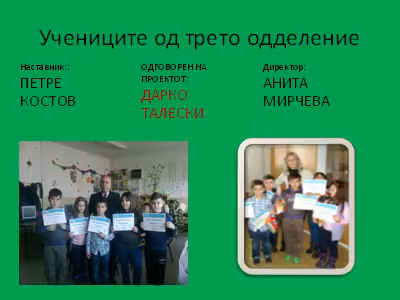 Учениците од трето одделение
Наставник::
ПЕТРЕ
КОСТОВ
ОДГОВОРЕН НА
ПРОЕКТОТ:
ДАРКО
ТАЛЕСКИ
Директор:
АНИТА
МИРЧЕВА